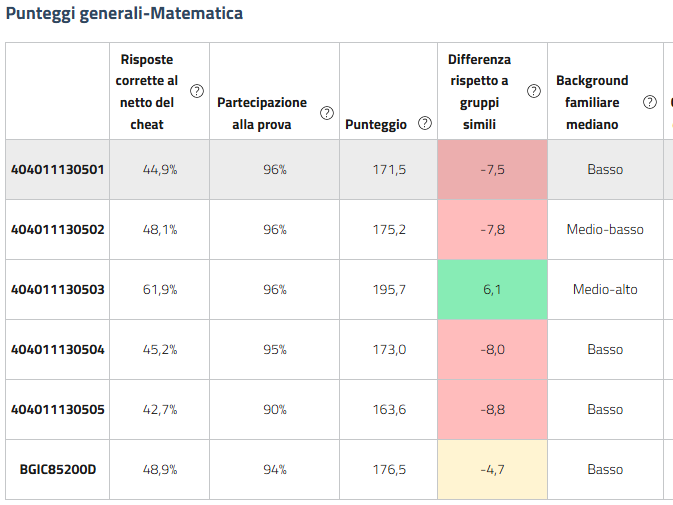 Punteggi generali-Matematica
Risposte corrette al netto del cheat ? Partecipazione alla prova ? Punteggio ? Differenza rispetto a gruppi simili ? Background familiare mediano ?
404011130501 44,9% 96% 171,5 -7,5 Basso
404011130502 48,1% 96% 175,2 -7,8 Medio-basso
404011130503 61,9% 96% 195,7 6,1 Medio-alto
404011130504 45,2% 95% 173,0 -8,0 Basso
404011130505 42,7% 90% 163,6 -8,8 Basso
BGIC85200D 48,9% 94% 176,5 -4,7 Basso